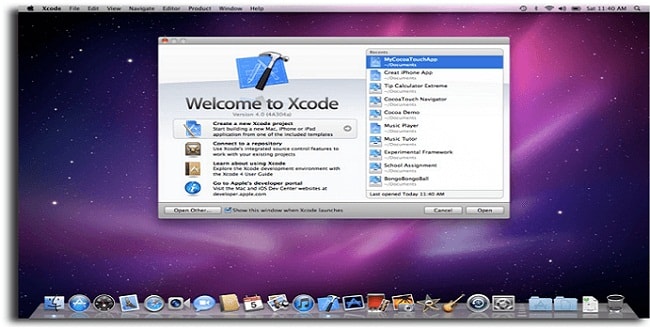 Xcode File Edit View Navigate Editor Product Window Help
Sat 11:40 AM
Welcome to Xcode
Version 4.0 (4A304a)
Create a new Xcode project
Start building a new Mac, iPhone or iPad
application from one of the included templates
Connect to a repository
Use Xcode's integrated source control features to
work with your existing projects
Learn about using Xcode
Explore the Xcode development environment with
the Xcode 4 User Guide
Go to Apple's developer portal
Visit the Mac and iOS Dev Center websites at
developer.apple.com
Recents
MyCocoaTouchApp
~/Documents
Great iPhone App
~/Documents
Tip Calculator Extreme
~/Documents
CocoaTouch Navigator
~/Documents
Cocoa Demo
~/Documents
Music Player
~/Documents
Music Tutor
~/Documents
Experimental Framework
~/Documents
School Assignment
~/Documents
BongoBongoBall
~/Documents
Last opened Today 11:40 AM
Open Other...
Show this window when Xcode launches
Cancel
Open
5